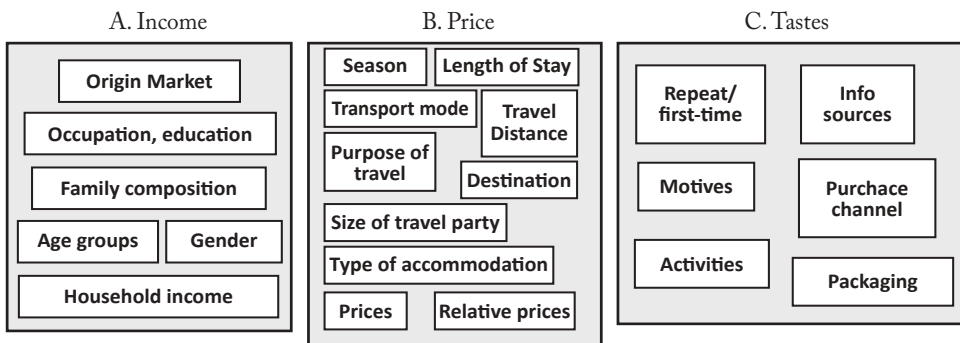 A. Income
Origin Market
Occupation, education
Family composition
Age groups
Gender
Household income
B. Price
Season
Length of Stay
Transport mode
Travel
Distance
Purpose of
travel
Destination
Size of travel party
Type of accommodation
Prices
Relative prices
C. Tastes
Repeat/
first-time
Info
sources
Motives
Purchace
channel
Activities
Packaging